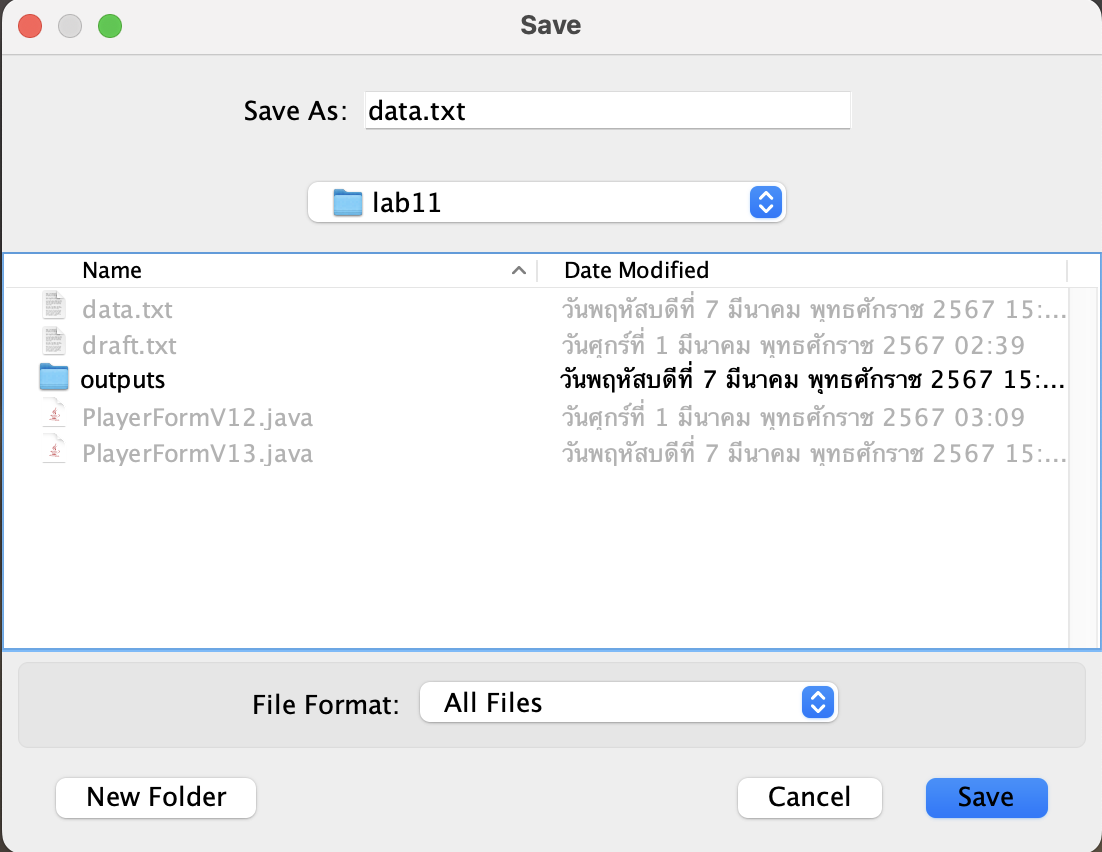 Save
Save As: data.txt
lab11
Name Date Modified
data.txt วันพฤหัสบดีที่ 7 มีนาคม พุทธศักราช 2567 15:...
draft.txt วันศุกร์ที่ 1 มีนาคม พุทธศักราช 2567 02:39
outputs วันพฤหัสบดีที่ 7 มีนาคม พุทธศักราช 2567 15:...
PlayerFormV12.java วันศุกร์ที่ 1 มีนาคม พุทธศักราช 2567 03:09
PlayerFormV13.java วันพฤหัสบดีที่ 7 มีนาคม พุทธศักราช 2567 15:...
File Format: All Files
New Folder Cancel Save